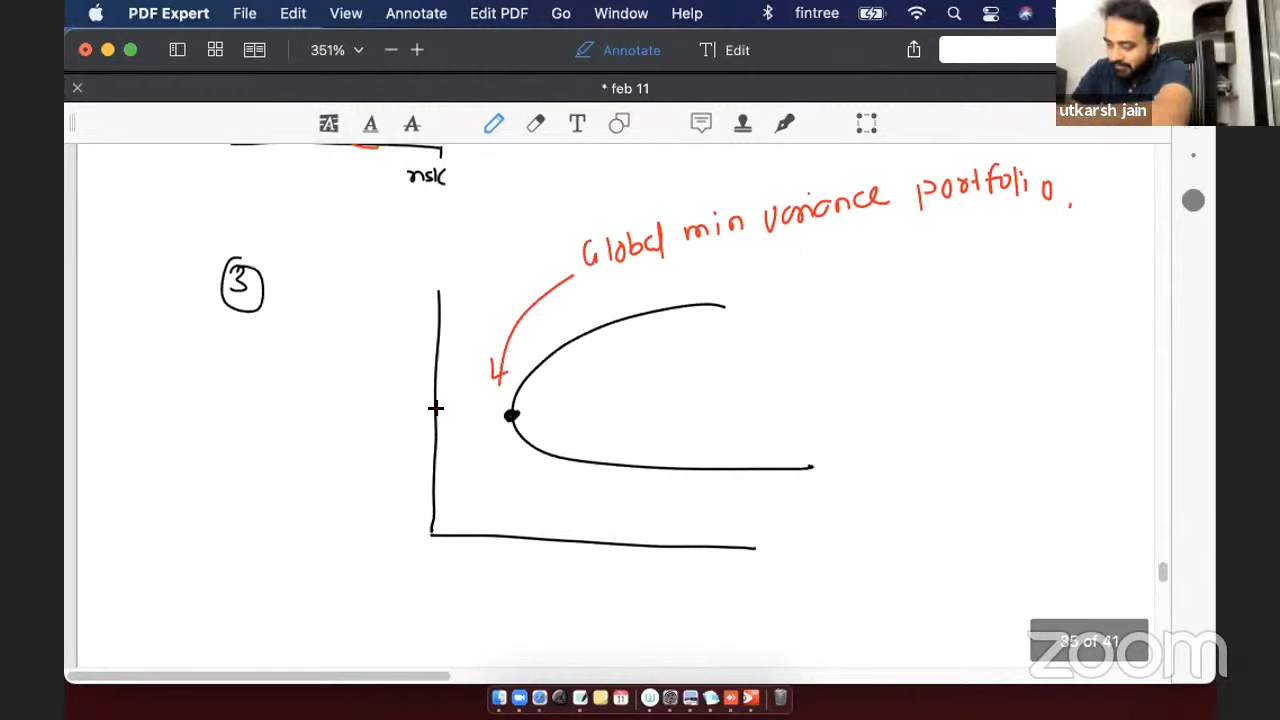 PDF Expert File Edit View Annotate Edit PDF Go Window Help fintree
351% Annotate T| Edit
* feb 11
utkarsh jain
risk
Global min variance portfolio.
3
35 of 41
zoom